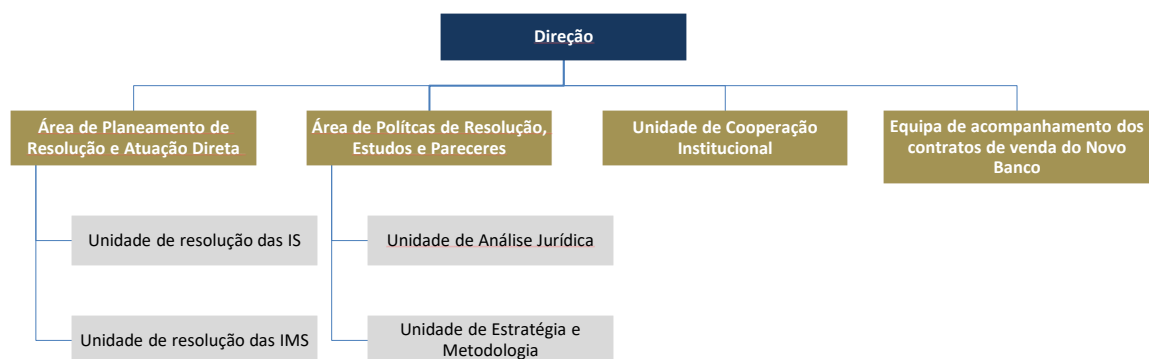 Direção
Área de Planeamento de
Resolução e Atuação Direta
Área de Polítcas de Resolução,
Estudos e Pareceres
Unidade de Cooperação
Institucional
Equipa de acompanhamento dos
contratos de venda do Novo
Banco
Unidade de resolução das IS
Unidade de Análise Jurídica
Unidade de resolução das IMS
Unidade de Estratégia e
Metodologia